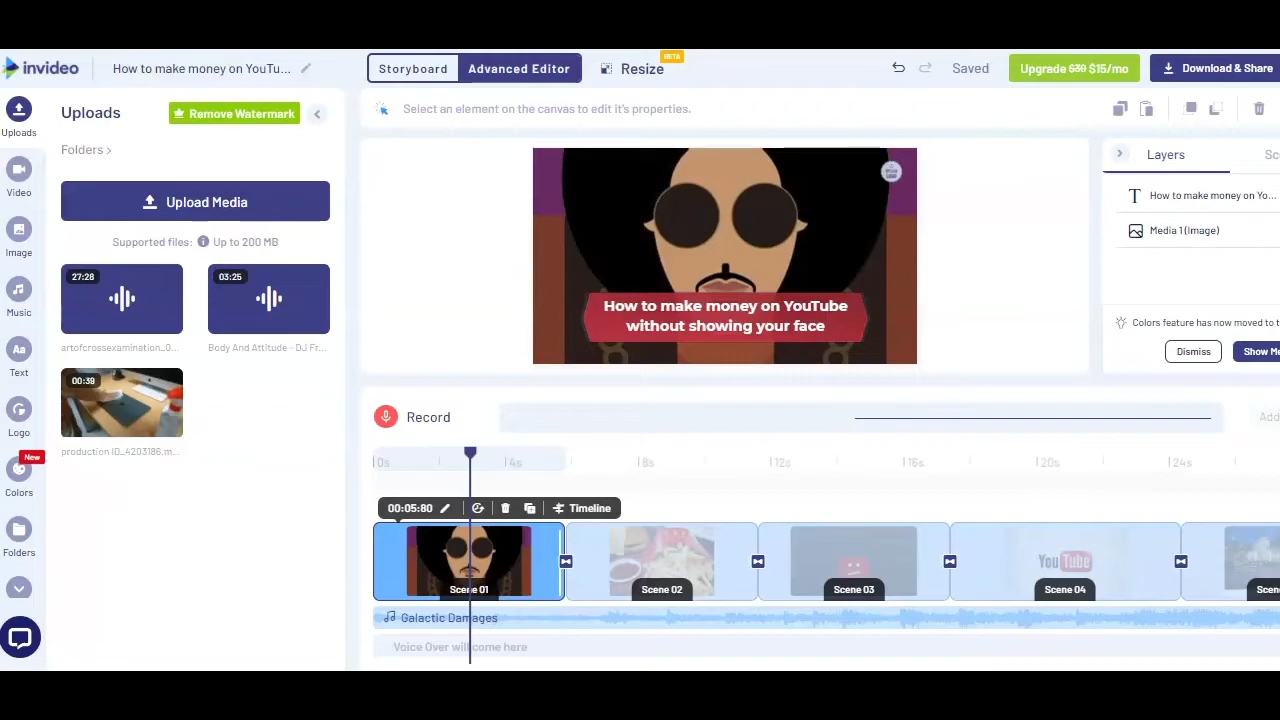 invideo
How to make money on YouTu...
Storyboard
Advanced Editor
Resize
BETA
Saved
Upgrade $30 $15/mo
Download & Share
Uploads
Video
Image
Music
Text
Logo
New
Colors
Folders
Uploads
Remove Watermark
Folders >
Upload Media
Supported files: Up to 200 MB
27:28
03:25
artofcrossexamination_0...
Body And Attitude - DJ Fr...
00:39
production ID_4203186.m...
Select an element on the canvas to edit it's properties.
How to make money on YouTube
without showing your face
Layers
Sc
How to make money on Yo...
Media 1 (Image)
Colors feature has now moved to t
Dismiss
Show Me
Record
Add
0s
4s
8s
12s
16s
20s
24s
00:05:80
Timeline
Scene 01
Scene 02
Scene 03
YouTube
Scene 04
Scen
Galactic Damages
Voice Over will come here